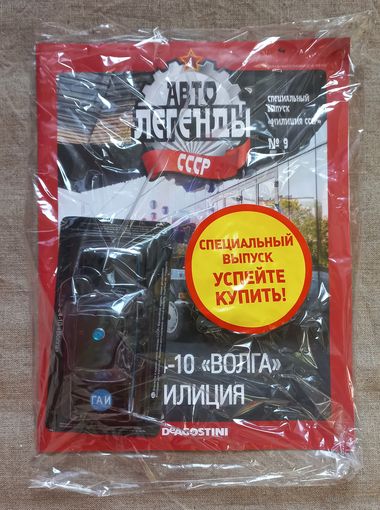 АВТО
ЛЕГЕНДЫ
СССР
СПЕЦИАЛЬНЫЙ
ВЫПУСК
«МИЛИЦИЯ СССР»
№ 9
СПЕЦИАЛЬНЫЙ
ВЫПУСК
УСПЕЙТЕ
КУПИТЬ!
-10 «ВОЛГА»
ИЛИЦИЯ
ГАИ
DeAGOSTINI